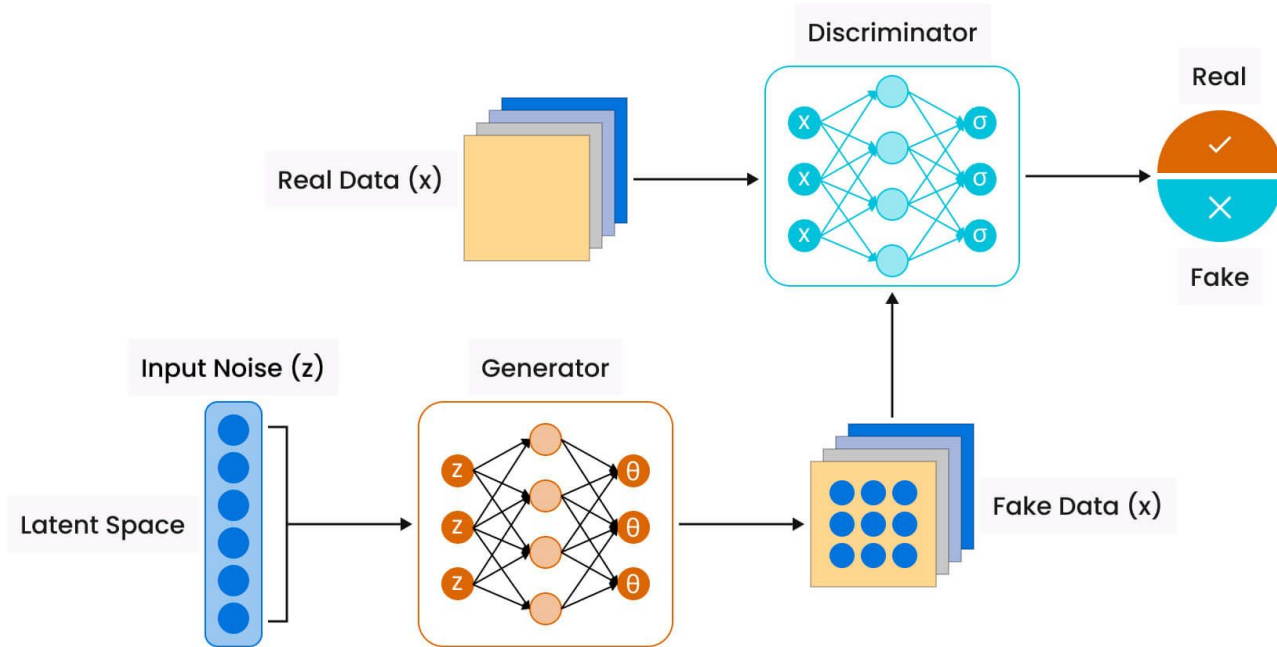 Discriminator
Real
Real Data (x)
x
x
x
σ
σ
σ
Fake
Input Noise (z)
Generator
Latent Space
z
z
z
θ
θ
θ
Fake Data (x)